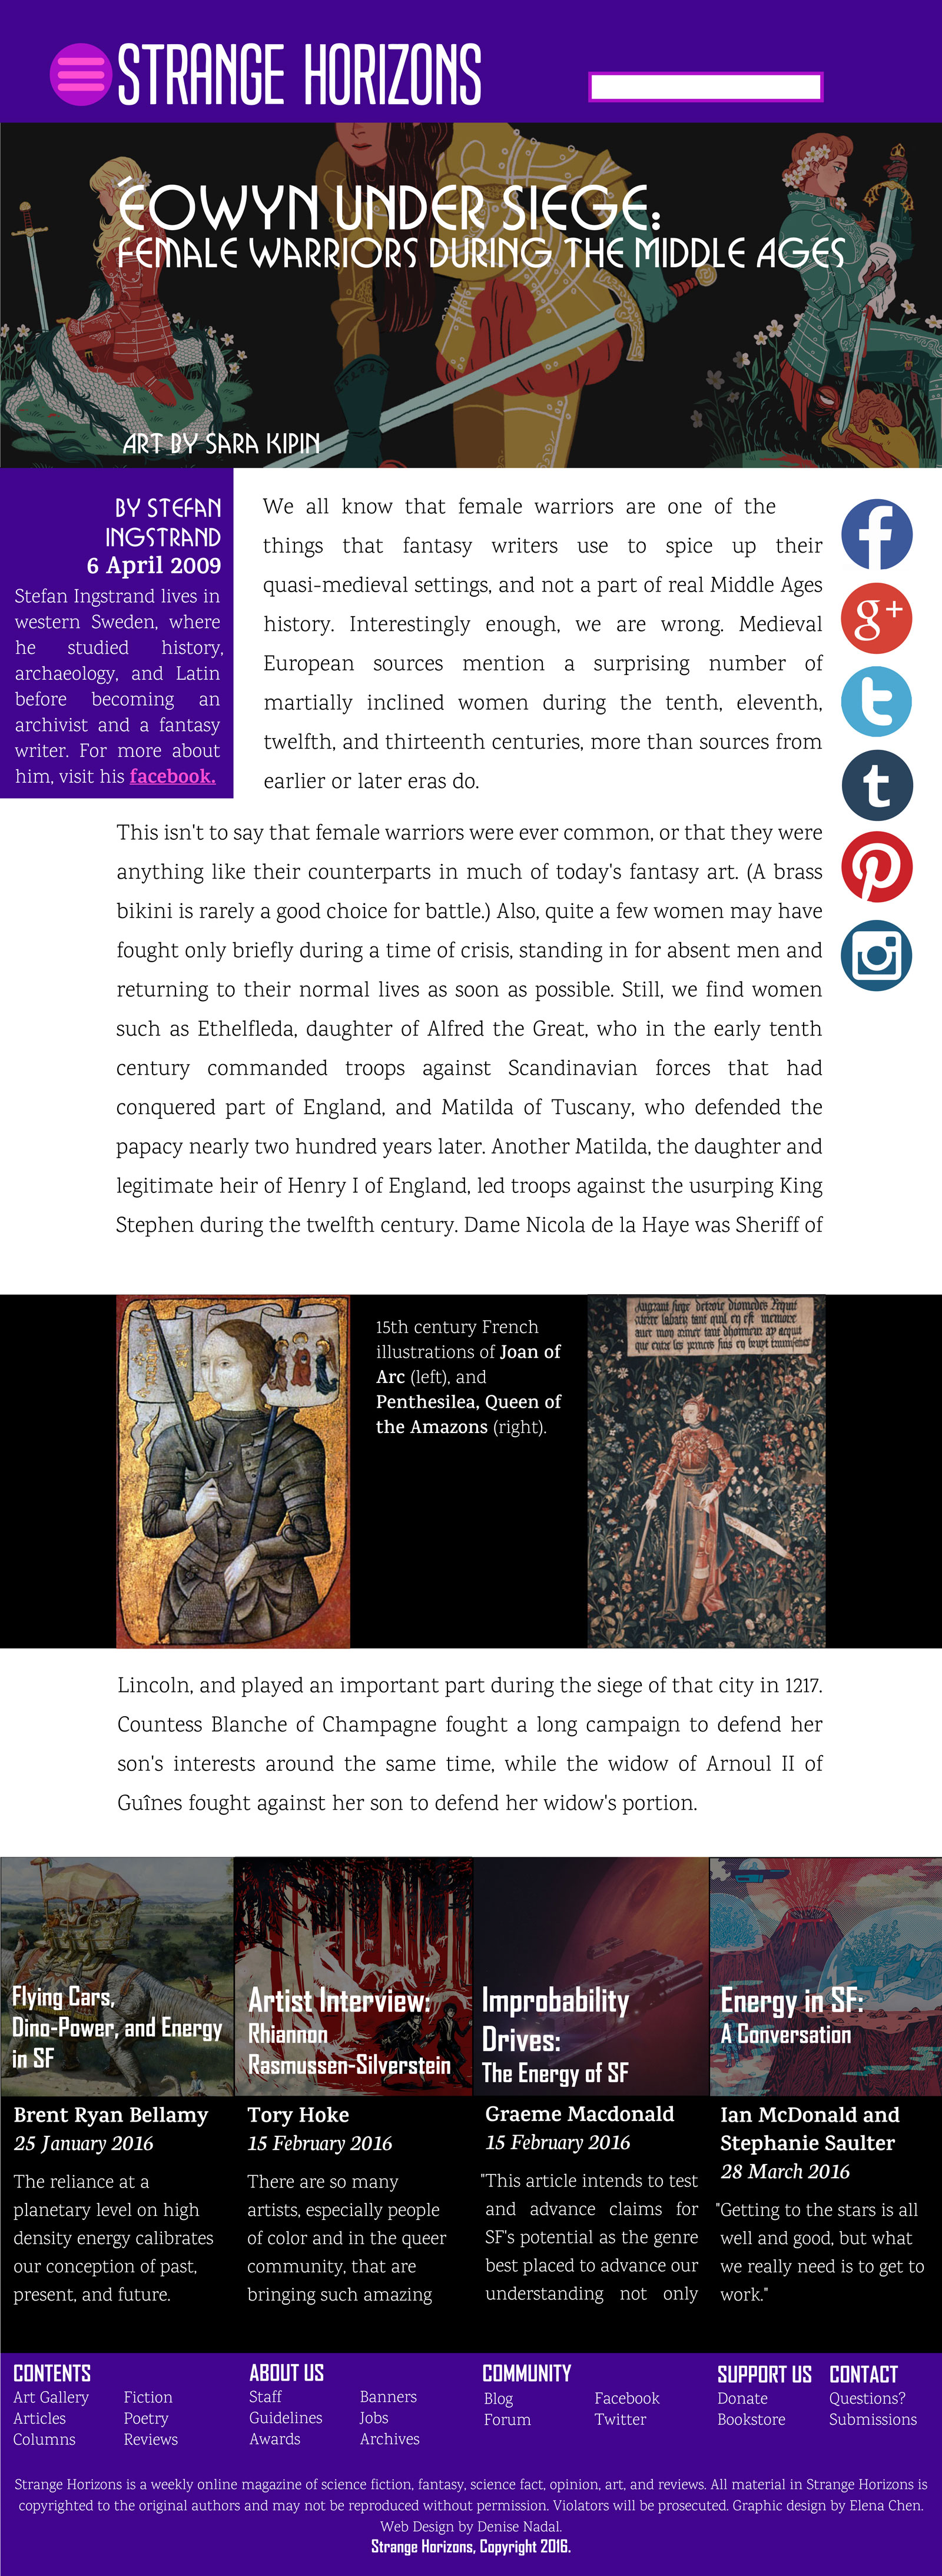 STRANGE HORIZONS
ÉOWYN UNDER SIEGE:
FEMALE WARRIORS DURING THE MIDDLE AGES
ART BY SARA KIPIN
BY STEFAN
INGSTRAND
6 April 2009
Stefan Ingstrand lives in
western Sweden, where
he studied history,
archaeology, and Latin
before becoming an
archivist and a fantasy
writer. For more about
him, visit his facebook.
We all know that female warriors are one of the
things that fantasy writers use to spice up their
quasi-medieval settings, and not a part of real Middle Ages
history. Interestingly enough, we are wrong. Medieval
European sources mention a surprising number of
martially inclined women during the tenth, eleventh,
twelfth, and thirteenth centuries, more than sources from
earlier or later eras do.
This isn't to say that female warriors were ever common, or that they were
anything like their counterparts in much of today's fantasy art. (A brass
bikini is rarely a good choice for battle.) Also, quite a few women may have
fought only briefly during a time of crisis, standing in for absent men and
returning to their normal lives as soon as possible. Still, we find women
such as Ethelfleda, daughter of Alfred the Great, who in the early tenth
century commanded troops against Scandinavian forces that had
conquered part of England, and Matilda of Tuscany, who defended the
papacy nearly two hundred years later. Another Matilda, the daughter and
legitimate heir of Henry I of England, led troops against the usurping King
Stephen during the twelfth century. Dame Nicola de la Haye was Sheriff of
f
g+
t
t
15th century French
illustrations of Joan of
Arc (left), and
Penthesilea, Queen of
the Amazons (right).
Lincoln, and played an important part during the siege of that city in 1217.
Countess Blanche of Champagne fought a long campaign to defend her
son's interests around the same time, while the widow of Arnoul II of
Guînes fought against her son to defend her widow's portion.
Flying Cars,
Dino-Power, and Energy
in SF
Brent Ryan Bellamy
25 January 2016
The reliance at a
planetary level on high
density energy calibrates
our conception of past,
present, and future.
Artist Interview:
Rhiannon
Rasmussen-Silverstein
Tory Hoke
15 February 2016
There are so many
artists, especially people
of color and in the queer
community, that are
bringing such amazing
Improbability
Drives:
The Energy of SF
Graeme Macdonald
15 February 2016
"This article intends to test
and advance claims for
SF's potential as the genre
best placed to advance our
understanding not only
Energy in SF:
A Conversation
Ian McDonald and
Stephanie Saulter
28 March 2016
"Getting to the stars is all
well and good, but what
we really need is to get to
work."
CONTENTS
Art Gallery
Articles
Columns
Fiction
Poetry
Reviews
ABOUT US
Staff
Guidelines
Awards
Banners
Jobs
Archives
COMMUNITY
Blog
Forum
Facebook
Twitter
SUPPORT US
Donate
Bookstore
CONTACT
Questions?
Submissions
Strange Horizons is a weekly online magazine of science fiction, fantasy, science fact, opinion, art, and reviews. All material in Strange Horizons is
copyrighted to the original authors and may not be reproduced without permission. Violators will be prosecuted. Graphic design by Elena Chen.
Web Design by Denise Nadal.
Strange Horizons, Copyright 2016.